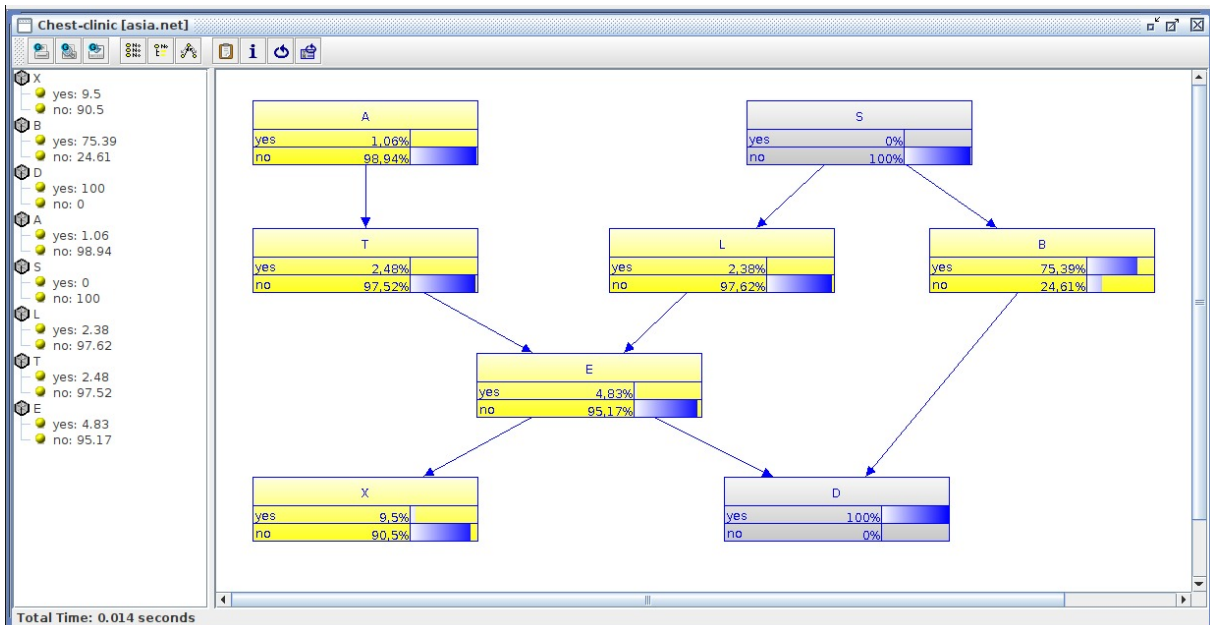 Chest-clinic [asia.net]
X
yes: 9.5
no: 90.5
B
yes: 75.39
no: 24.61
D
yes: 100
no: 0
A
yes: 1.06
no: 98.94
S
yes: 0
no: 100
L
yes: 2.38
no: 97.62
T
yes: 2.48
no: 97.52
E
yes: 4.83
no: 95.17
A
yes 1,06%
no 98,94%
S
yes 0%
no 100%
T
yes 2,48%
no 97,52%
L
yes 2,38%
no 97,62%
B
yes 75,39%
no 24,61%
E
yes 4,83%
no 95,17%
X
yes 9,5%
no 90,5%
D
yes 100%
no 0%
Total Time: 0.014 seconds